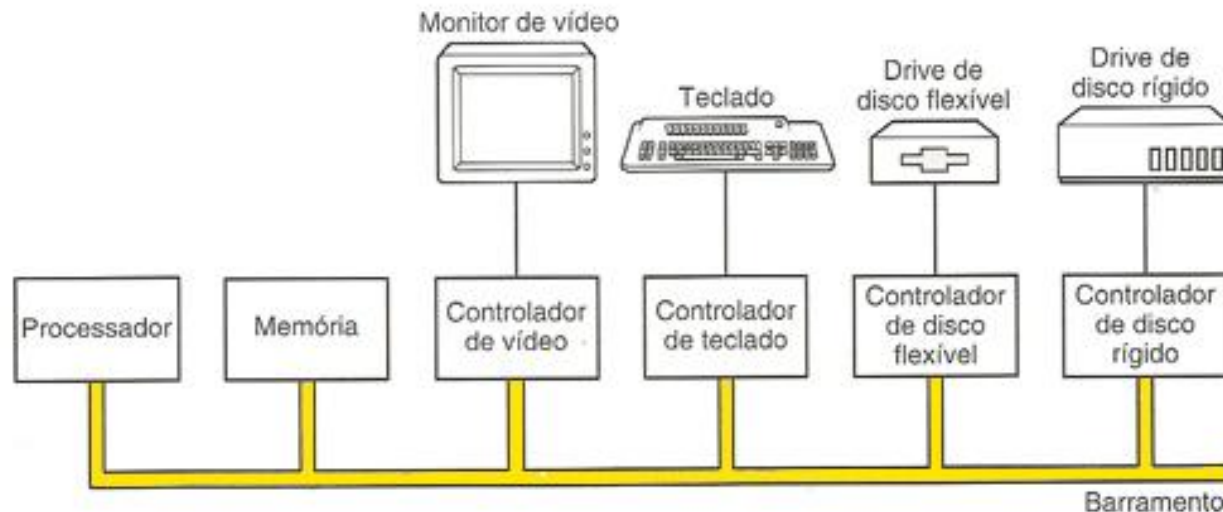 Monitor de vídeo
Teclado
Drive de
disco flexível
Drive de
disco rígido
Processador
Memória
Controlador
de vídeo
Controlador
de teclado
Controlador
de disco
flexível
Controlador
de disco
rígido
Barramento